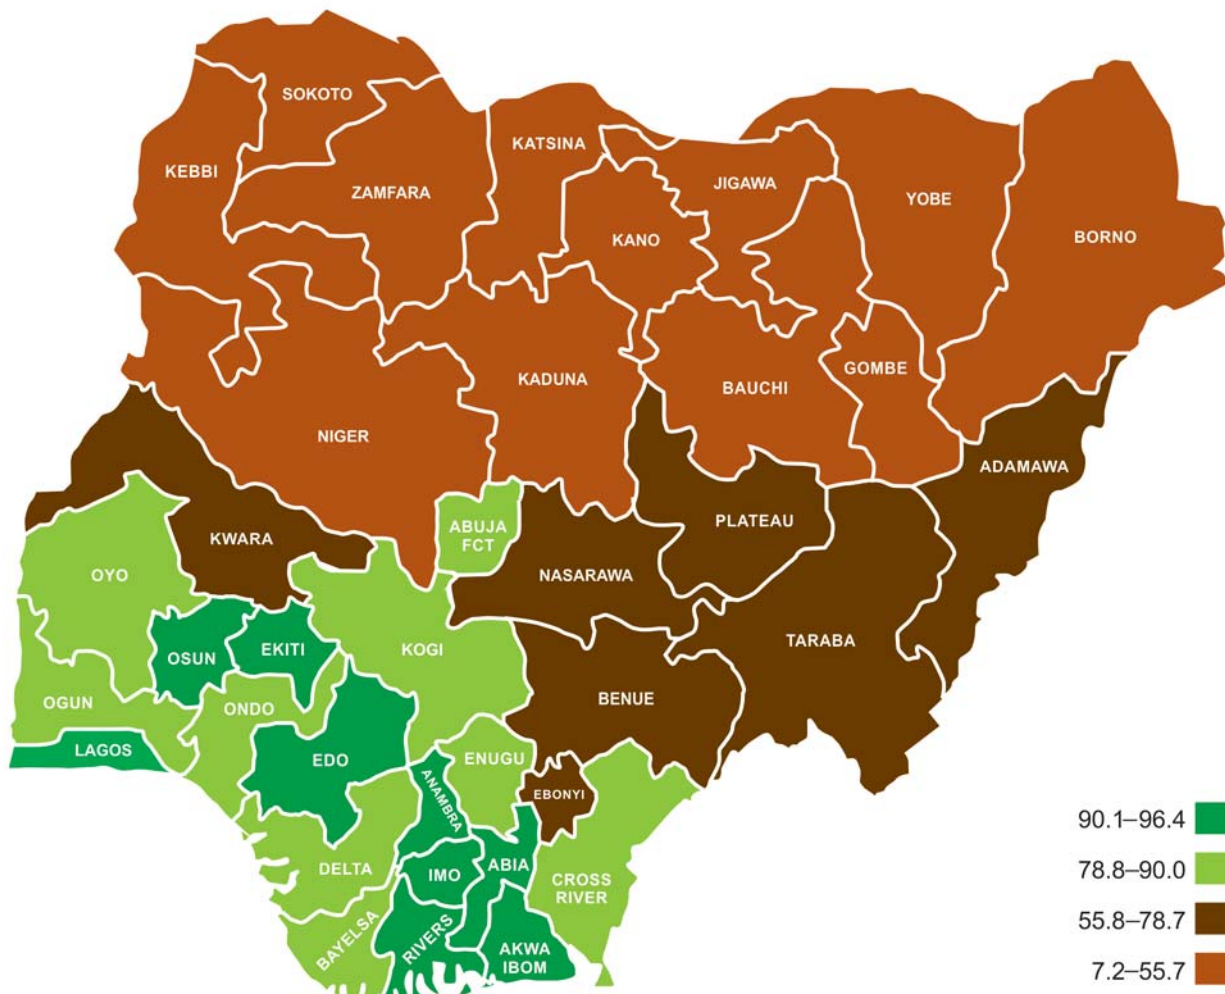 SOKOTO
KEBBI
ZAMFARA
KATSINA
JIGAWA
KANO
YOBE
BORNO
NIGER
KADUNA
BAUCHI
GOMBE
ADAMAWA
KWARA
ABUJA
FCT
PLATEAU
NASARAWA
OYO
OSUN
EKITI
KOGI
TARABA
BENUE
OGUN
ONDO
LAGOS
EDO
ENUGU
ANAMBRA
EBONYI
DELTA
IMO
ABIA
CROSS
RIVER
BAYELSA
RIVERS
AKWA
IBOM
90.1–96.4
78.8–90.0
55.8–78.7
7.2–55.7